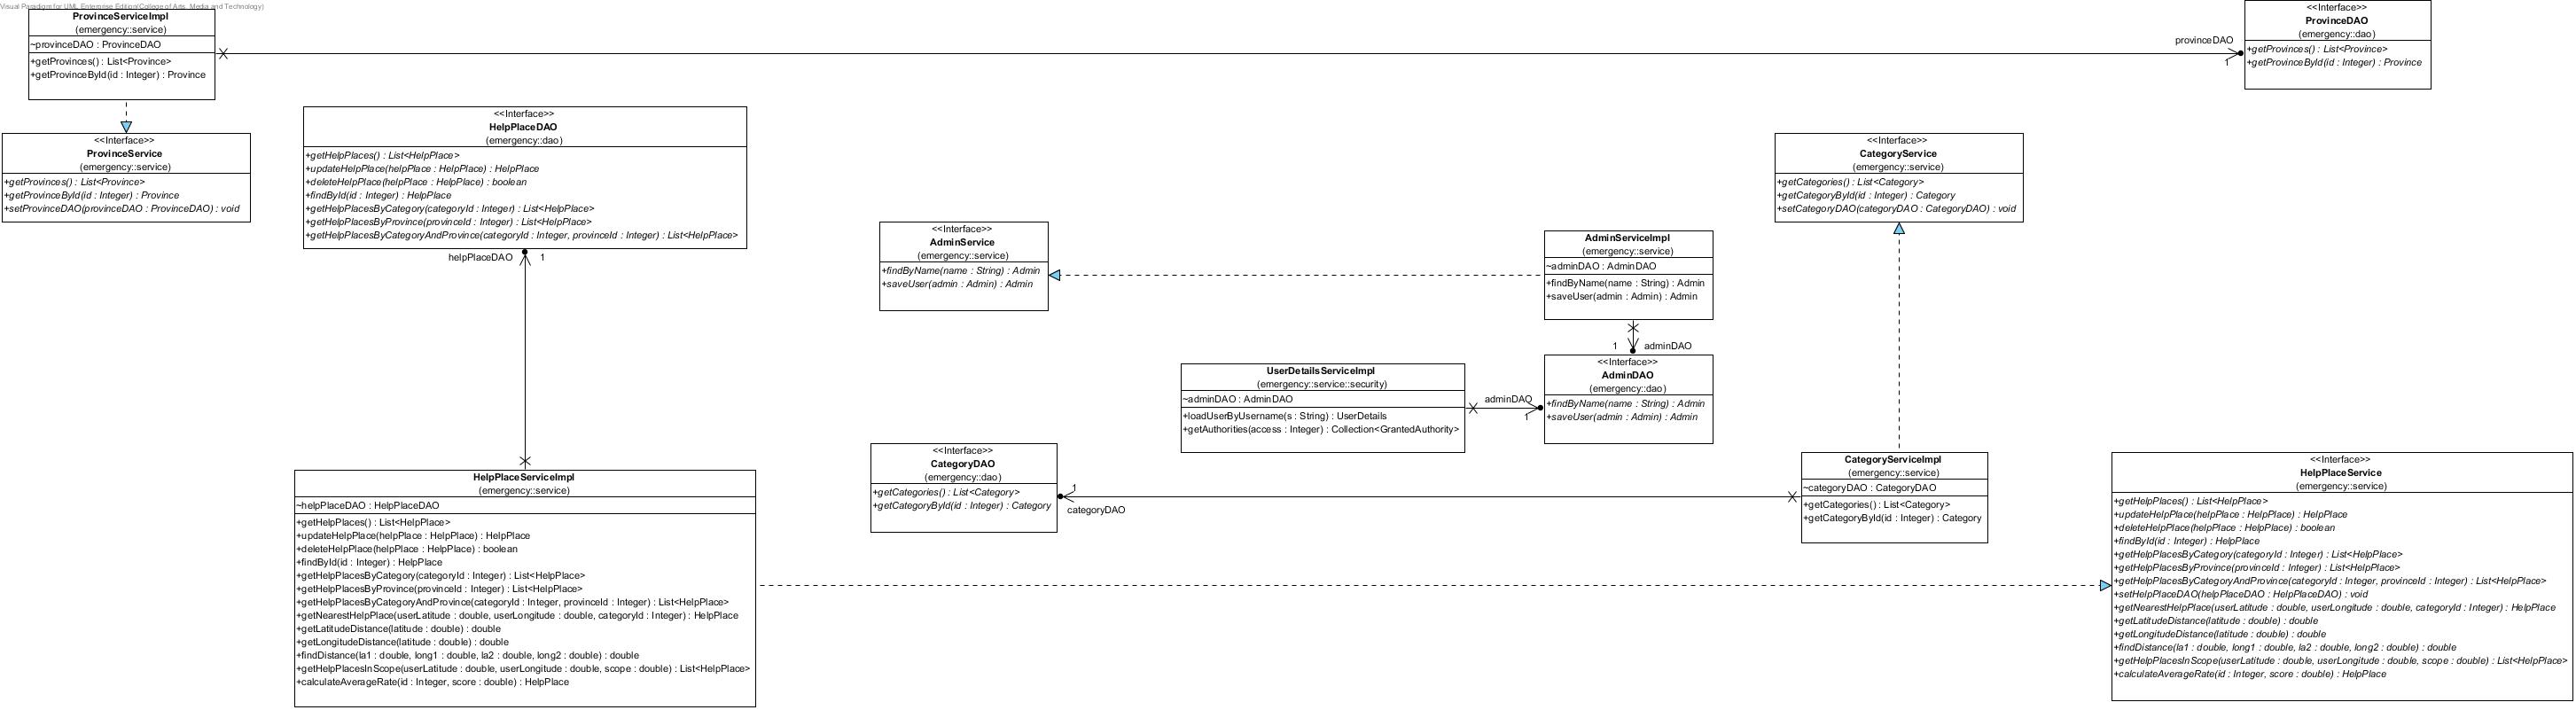 Visual Paradigm for UML Enterprise Edition(College of Arts, Media and Technology)
ProvinceServiceImpl
(emergency::service)
~provinceDAO : ProvinceDAO
+getProvinces() : List<Province>
+getProvinceById(id : Integer) : Province
provinceDAO
1
<<Interface>>
ProvinceDAO
(emergency::dao)
+getProvinces() : List<Province>
+getProvinceById(id : Integer) : Province
<<Interface>>
ProvinceService
(emergency::service)
+getProvinces() : List<Province>
+getProvinceById(id : Integer) : Province
+setProvinceDAO(provinceDAO : ProvinceDAO) : void
<<Interface>>
HelpPlaceDAO
(emergency::dao)
+getHelpPlaces() : List<HelpPlace>
+updateHelpPlace(helpPlace : HelpPlace) : HelpPlace
+deleteHelpPlace(helpPlace : HelpPlace) : boolean
+findById(id : Integer) : HelpPlace
+getHelpPlacesByCategory(categoryId : Integer) : List<HelpPlace>
+getHelpPlacesByProvince(provinceId : Integer) : List<HelpPlace>
+getHelpPlacesByCategoryAndProvince(categoryId : Integer, provinceId : Integer) : List<HelpPlace>
helpPlaceDAO
1
<<Interface>>
AdminService
(emergency::service)
+findByName(name : String) : Admin
+saveUser(admin : Admin) : Admin
AdminServiceImpl
(emergency::service)
~adminDAO : AdminDAO
+findByName(name : String) : Admin
+saveUser(admin : Admin) : Admin
1
adminDAO
<<Interface>>
CategoryService
(emergency::service)
+getCategories() : List<Category>
+getCategoryById(id : Integer) : Category
+setCategoryDAO(categoryDAO : CategoryDAO) : void
UserDetailsServiceImpl
(emergency::service::security)
~adminDAO : AdminDAO
+loadUserByUsername(s : String) : UserDetails
+getAuthorities(access : Integer) : Collection<GrantedAuthority>
adminDAO
1
<<Interface>>
AdminDAO
(emergency::dao)
+findByName(name : String) : Admin
+saveUser(admin : Admin) : Admin
<<Interface>>
CategoryDAO
(emergency::dao)
+getCategories() : List<Category>
+getCategoryById(id : Integer) : Category
1
categoryDAO
CategoryServiceImpl
(emergency::service)
~categoryDAO : CategoryDAO
+getCategories() : List<Category>
+getCategoryById(id : Integer) : Category
HelpPlaceServiceImpl
(emergency::service)
~helpPlaceDAO : HelpPlaceDAO
+getHelpPlaces() : List<HelpPlace>
+updateHelpPlace(helpPlace : HelpPlace) : HelpPlace
+deleteHelpPlace(helpPlace : HelpPlace) : boolean
+findById(id : Integer) : HelpPlace
+getHelpPlacesByCategory(categoryId : Integer) : List<HelpPlace>
+getHelpPlacesByProvince(provinceId : Integer) : List<HelpPlace>
+getHelpPlacesByCategoryAndProvince(categoryId : Integer, provinceId : Integer) : List<HelpPlace>
+getNearestHelpPlace(userLatitude : double, userLongitude : double, categoryId : Integer) : HelpPlace
+getLatitudeDistance(latitude : double) : double
+getLongitudeDistance(latitude : double) : double
+findDistance(la1 : double, long1 : double, la2 : double, long2 : double) : double
+getHelpPlacesInScope(userLatitude : double, userLongitude : double, scope : double) : List<HelpPlace>
+calculateAverageRate(id : Integer, score : double) : HelpPlace
<<Interface>>
HelpPlaceService
(emergency::service)
+getHelpPlaces() : List<HelpPlace>
+updateHelpPlace(helpPlace : HelpPlace) : HelpPlace
+deleteHelpPlace(helpPlace : HelpPlace) : boolean
+findById(id : Integer) : HelpPlace
+getHelpPlacesByCategory(categoryId : Integer) : List<HelpPlace>
+getHelpPlacesByProvince(provinceId : Integer) : List<HelpPlace>
+getHelpPlacesByCategoryAndProvince(categoryId : Integer, provinceId : Integer) : List<HelpPlace>
+setHelpPlaceDAO(helpPlaceDAO : HelpPlaceDAO) : void
+getNearestHelpPlace(userLatitude : double, userLongitude : double, categoryId : Integer) : HelpPlace
+getLatitudeDistance(latitude : double) : double
+getLongitudeDistance(latitude : double) : double
+findDistance(la1 : double, long1 : double, la2 : double, long2 : double) : double
+getHelpPlacesInScope(userLatitude : double, userLongitude : double, scope : double) : List<HelpPlace>
+calculateAverageRate(id : Integer, score : double) : HelpPlace